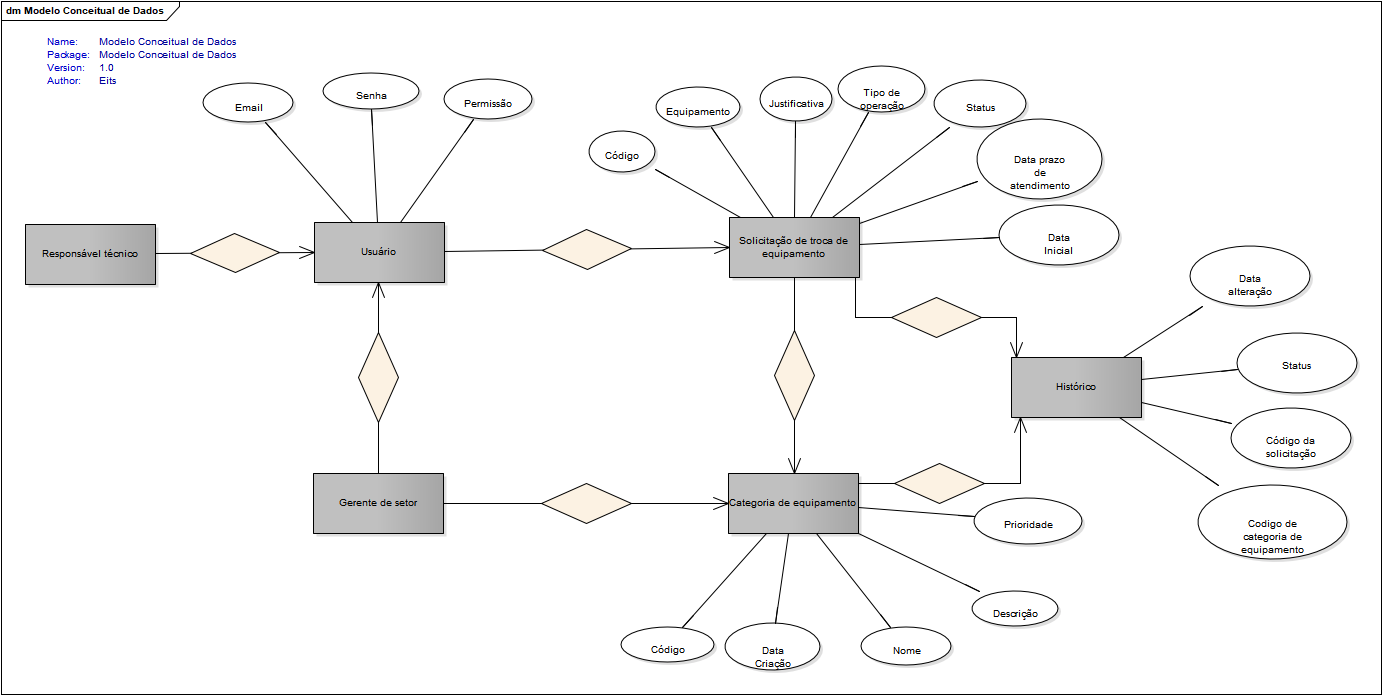 dm Modelo Conceitual de Dados
Name: Modelo Conceitual de Dados
Package: Modelo Conceitual de Dados
Version: 1.0
Author: Eits
Email
Senha
Permissão
Código
Equipamento
Justificativa
Tipo de
operação
Status
Data prazo
de
atendimento
Data
Inicial
Responsável técnico
Usuário
Solicitação de troca de
equipamento
Data
alteração
Status
Histórico
Código da
solicitação
Codigo de
categoria de
equipamento
Gerente de setor
Categoria de equipamento
Prioridade
Descrição
Código
Data
Criação
Nome